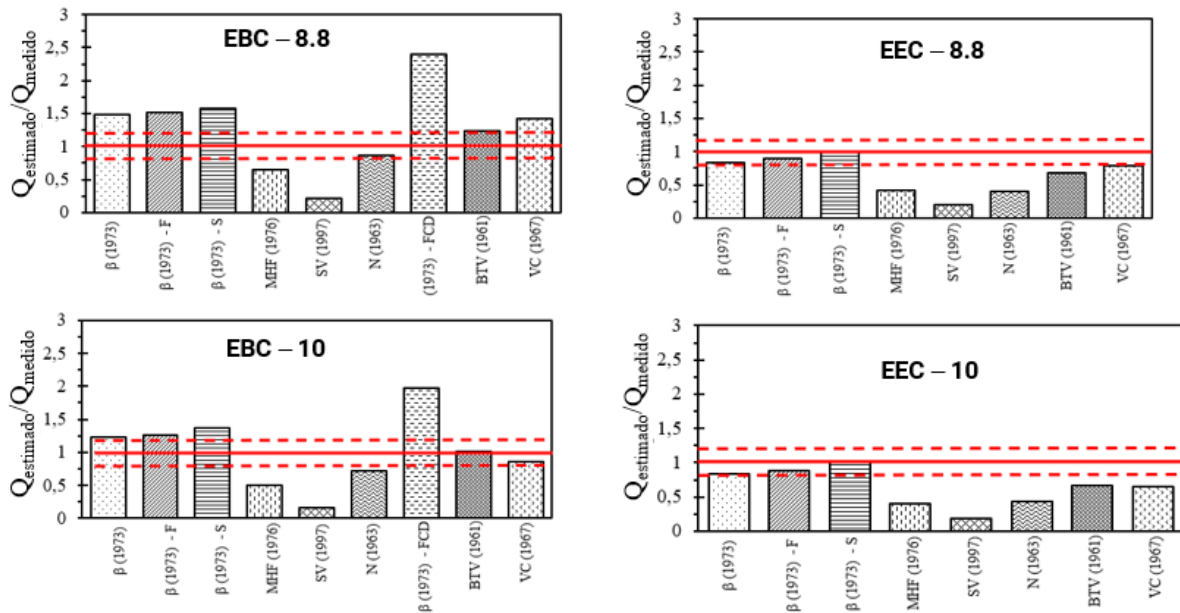 EBC – 8.8
Qestimado/Qmedido
3
2,5
2
1,5
1
0,5
0
β (1973)
β (1973) - F
β (1973) - S
MHF (1976)
SV (1997)
N (1963)
(1973) - FCD
BTV (1961)
VC (1967)
EEC – 8.8
Qestimado/Qmedido
3
2,5
2
1,5
1
0,5
0
β (1973)
β (1973) - F
β (1973) - S
MHF (1976)
SV (1997)
N (1963)
BTV (1961)
VC (1967)
EBC – 10
Qestimado/Qmedido
3
2,5
2
1,5
1
0,5
0
β (1973)
β (1973) - F
β (1973) - S
MHF (1976)
SV (1997)
N (1963)
β (1973) - FCD
BTV (1961)
VC (1967)
EEC – 10
Qestimado/Qmedido
3
2,5
2
1,5
1
0,5
0
β (1973)
β (1973) - F
β (1973) - S
MHF (1976)
SV (1997)
N (1963)
BTV (1961)
VC (1967)